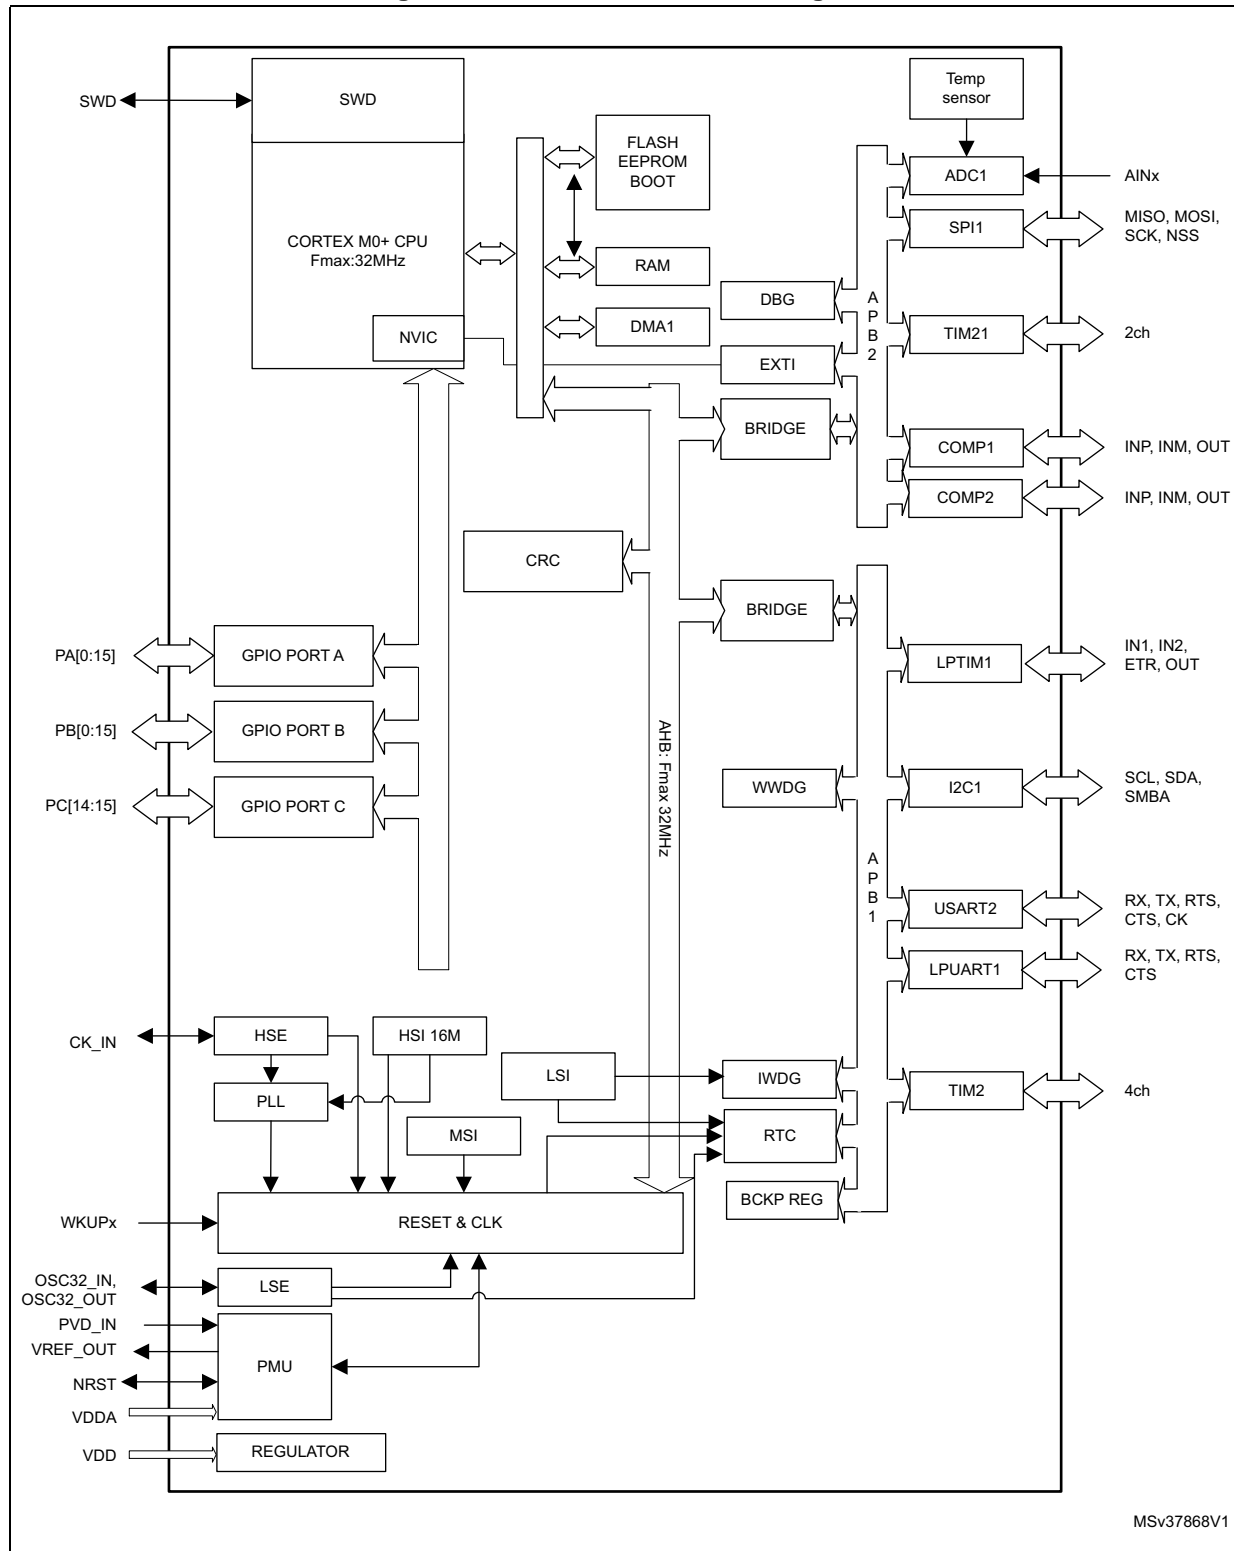 SWD
SWD
Temp
sensor
FLASH
EEPROM
BOOT
ADC1
AINx
CORTEX M0+ CPU
Fmax:32MHz
SPI1
MISO, MOSI,
SCK, NSS
RAM
DBG
A
P
B
2
DMA1
NVIC
TIM21
2ch
EXTI
BRIDGE
COMP1
INP, INM, OUT
COMP2
INP, INM, OUT
CRC
BRIDGE
PA[0:15]
GPIO PORT A
LPTIM1
IN1, IN2,
ETR, OUT
PB[0:15]
GPIO PORT B
AHB: Fmax 32MHz
PC[14:15]
GPIO PORT C
WWDG
I2C1
SCL, SDA,
SMBA
A
P
B
1
USART2
RX, TX, RTS,
CTS, CK
LPUART1
RX, TX, RTS,
CTS
CK_IN
HSE
HSI 16M
LSI
IWDG
TIM2
4ch
PLL
MSI
RTC
BCKP REG
WKUPx
RESET & CLK
OSC32_IN,
OSC32_OUT
LSE
PVD_IN
VREF_OUT
PMU
NRST
VDDA
VDD
REGULATOR
MSv37868V1